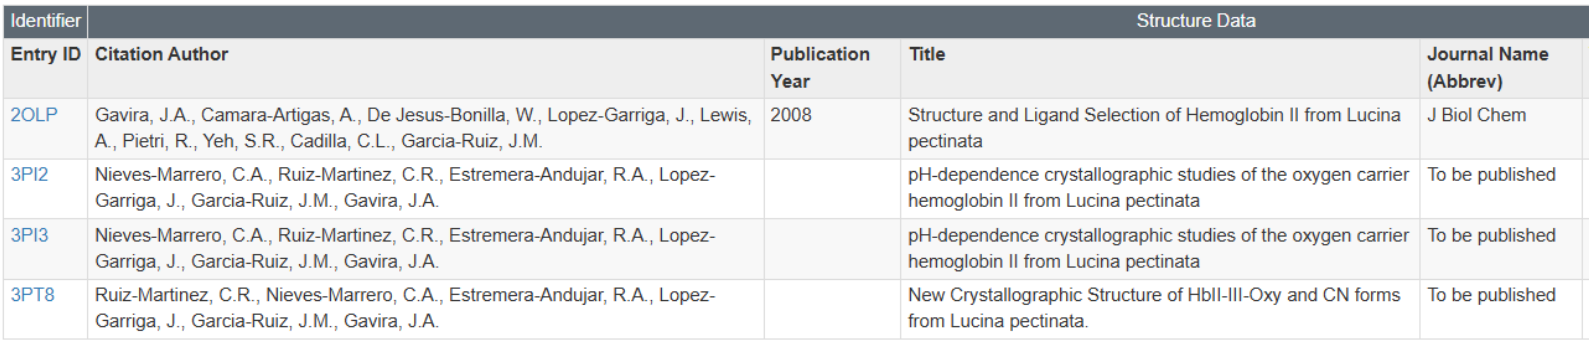 Identifier Structure Data
Entry ID Citation Author Publication Year Title Journal Name (Abbrev)
2OLP Gavira, J.A., Camara-Artigas, A., De Jesus-Bonilla, W., Lopez-Garriga, J., Lewis, 2008 Structure and Ligand Selection of Hemoglobin II from Lucina J Biol Chem
A., Pietri, R., Yeh, S.R., Cadilla, C.L., Garcia-Ruiz, J.M. pectinata
3PI2 Nieves-Marrero, C.A., Ruiz-Martinez, C.R., Estremera-Andujar, R.A., Lopez- pH-dependence crystallographic studies of the oxygen carrier To be published
Garriga, J., Garcia-Ruiz, J.M., Gavira, J.A. hemoglobin II from Lucina pectinata
3PI3 Nieves-Marrero, C.A., Ruiz-Martinez, C.R., Estremera-Andujar, R.A., Lopez- pH-dependence crystallographic studies of the oxygen carrier To be published
Garriga, J., Garcia-Ruiz, J.M., Gavira, J.A. hemoglobin II from Lucina pectinata
3PT8 Ruiz-Martinez, C.R., Nieves-Marrero, C.A., Estremera-Andujar, R.A., Lopez- New Crystallographic Structure of HbII-III-Oxy and CN forms To be published
Garriga, J., Garcia-Ruiz, J.M., Gavira, J.A. from Lucina pectinata.